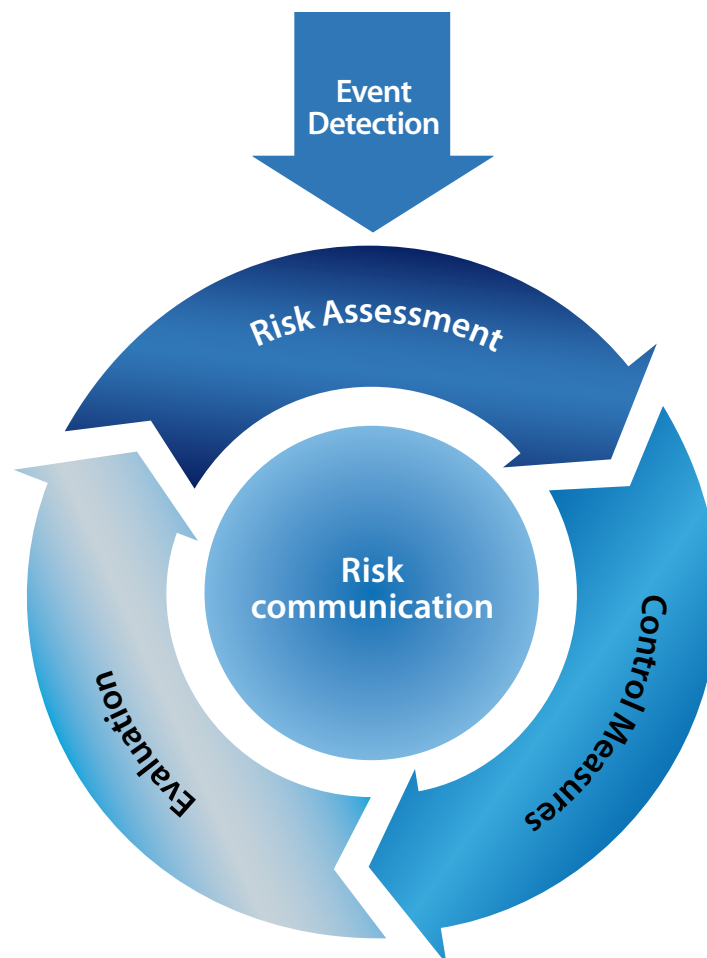 Event
Detection
Risk Assessment
Risk
communication
Control Measures
Evaluation